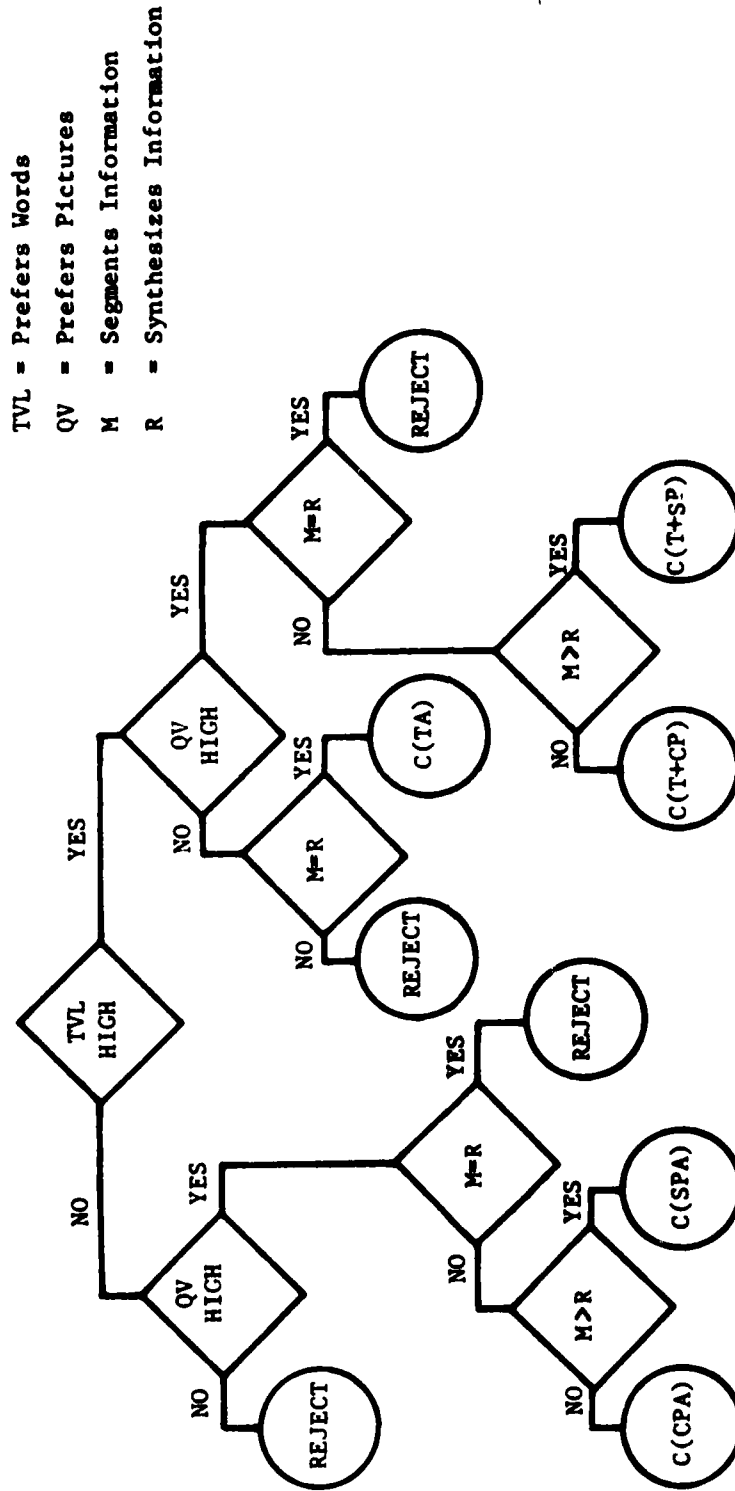 TVL = Prefers Words
QV = Prefers Pictures
M = Segments Information
R = Synthesizes Information
TVL
HIGH
NO
YES
QV
HIGH
NO
YES
QV
HIGH
NO
YES
REJECT
M=R
NO
YES
M=R
NO
YES
M=R
NO
YES
M>R
NO
YES
REJECT
REJECT
C(TA)
M>R
NO
YES
REJECT
C(CPA)
C(SPA)
C(T+CP)
C(T+SP)